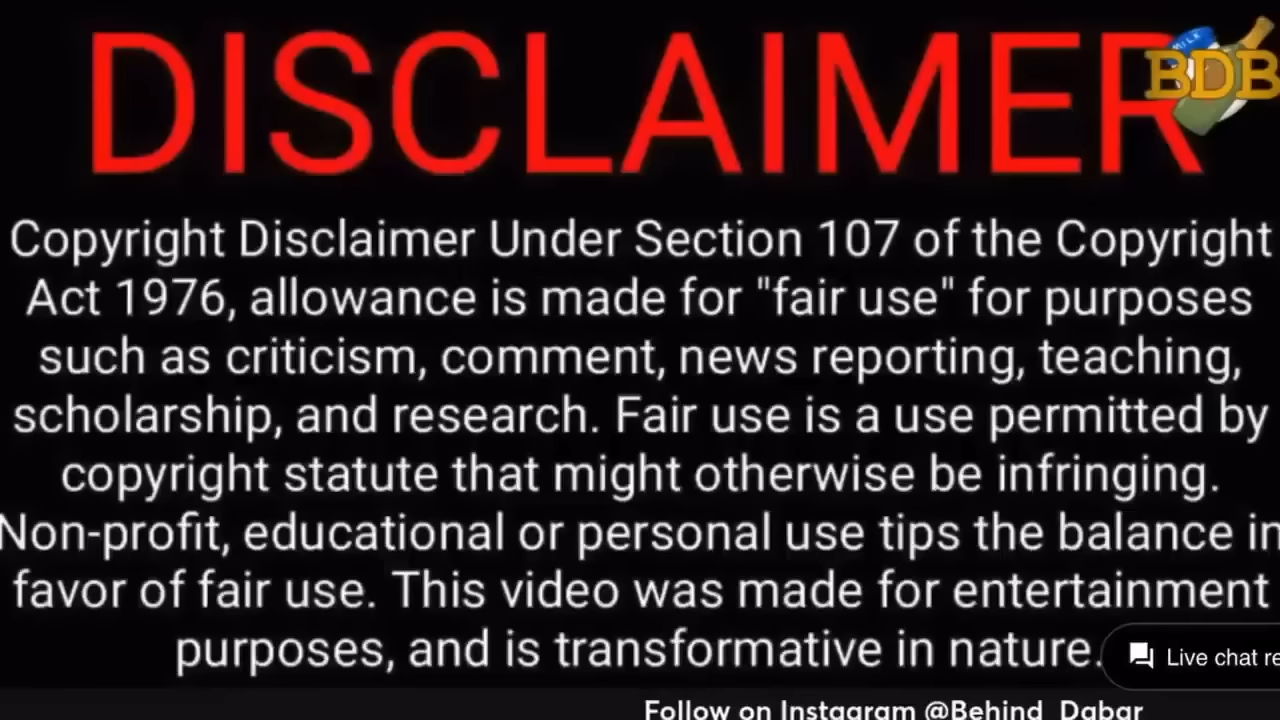 DISCLAIMER
MILK
BDB
Copyright Disclaimer Under Section 107 of the Copyright
Act 1976, allowance is made for "fair use" for purposes
such as criticism, comment, news reporting, teaching,
scholarship, and research. Fair use is a use permitted by
copyright statute that might otherwise be infringing.
Non-profit, educational or personal use tips the balance in
favor of fair use. This video was made for entertainment
purposes, and is transformative in nature.
Live chat re
Follow on Instagram @Behind_Dabar